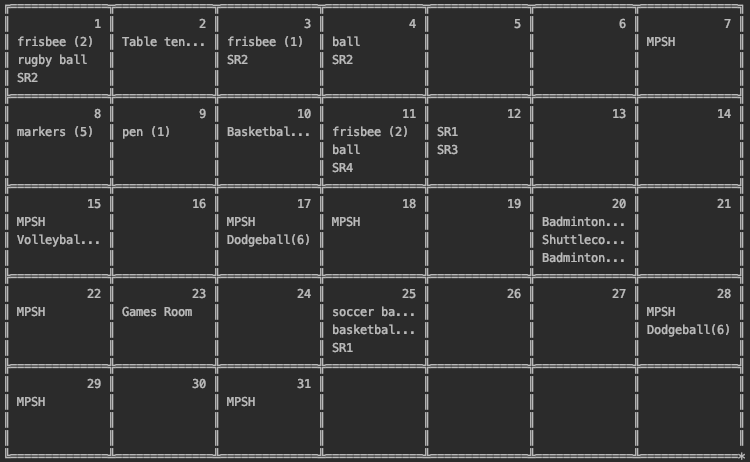 1 2 3 4 5 6 7
frisbee (2) Table ten... frisbee (1) ball MPSH
rugby ball SR2 SR2
SR2
8 9 10 11 12 13 14
markers (5) pen (1) Basketbal... frisbee (2) SR1
ball SR3
SR4
15 16 17 18 19 20 21
MPSH MPSH MPSH Badminton...
Volleybal... Dodgeball(6) Shuttleco...
Badminton...
22 23 24 25 26 27 28
MPSH Games Room soccer ba... MPSH
basketbal... Dodgeball(6)
SR1
29 30 31
MPSH MPSH
*